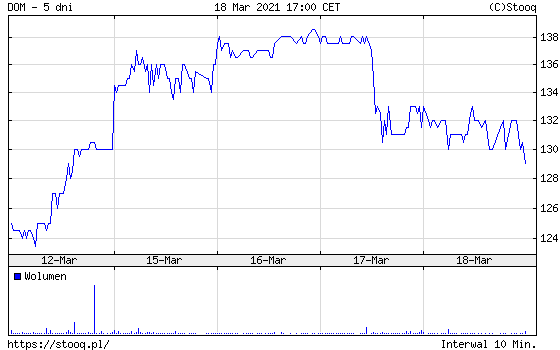 DOM - 5 dni 18 Mar 2021 17:00 CET (C)Stooq
138
136
134
132
130
128
126
124
12-Mar 15-Mar 16-Mar 17-Mar 18-Mar
Wolumen
https://stooq.pl/ Interwal 10 Min.